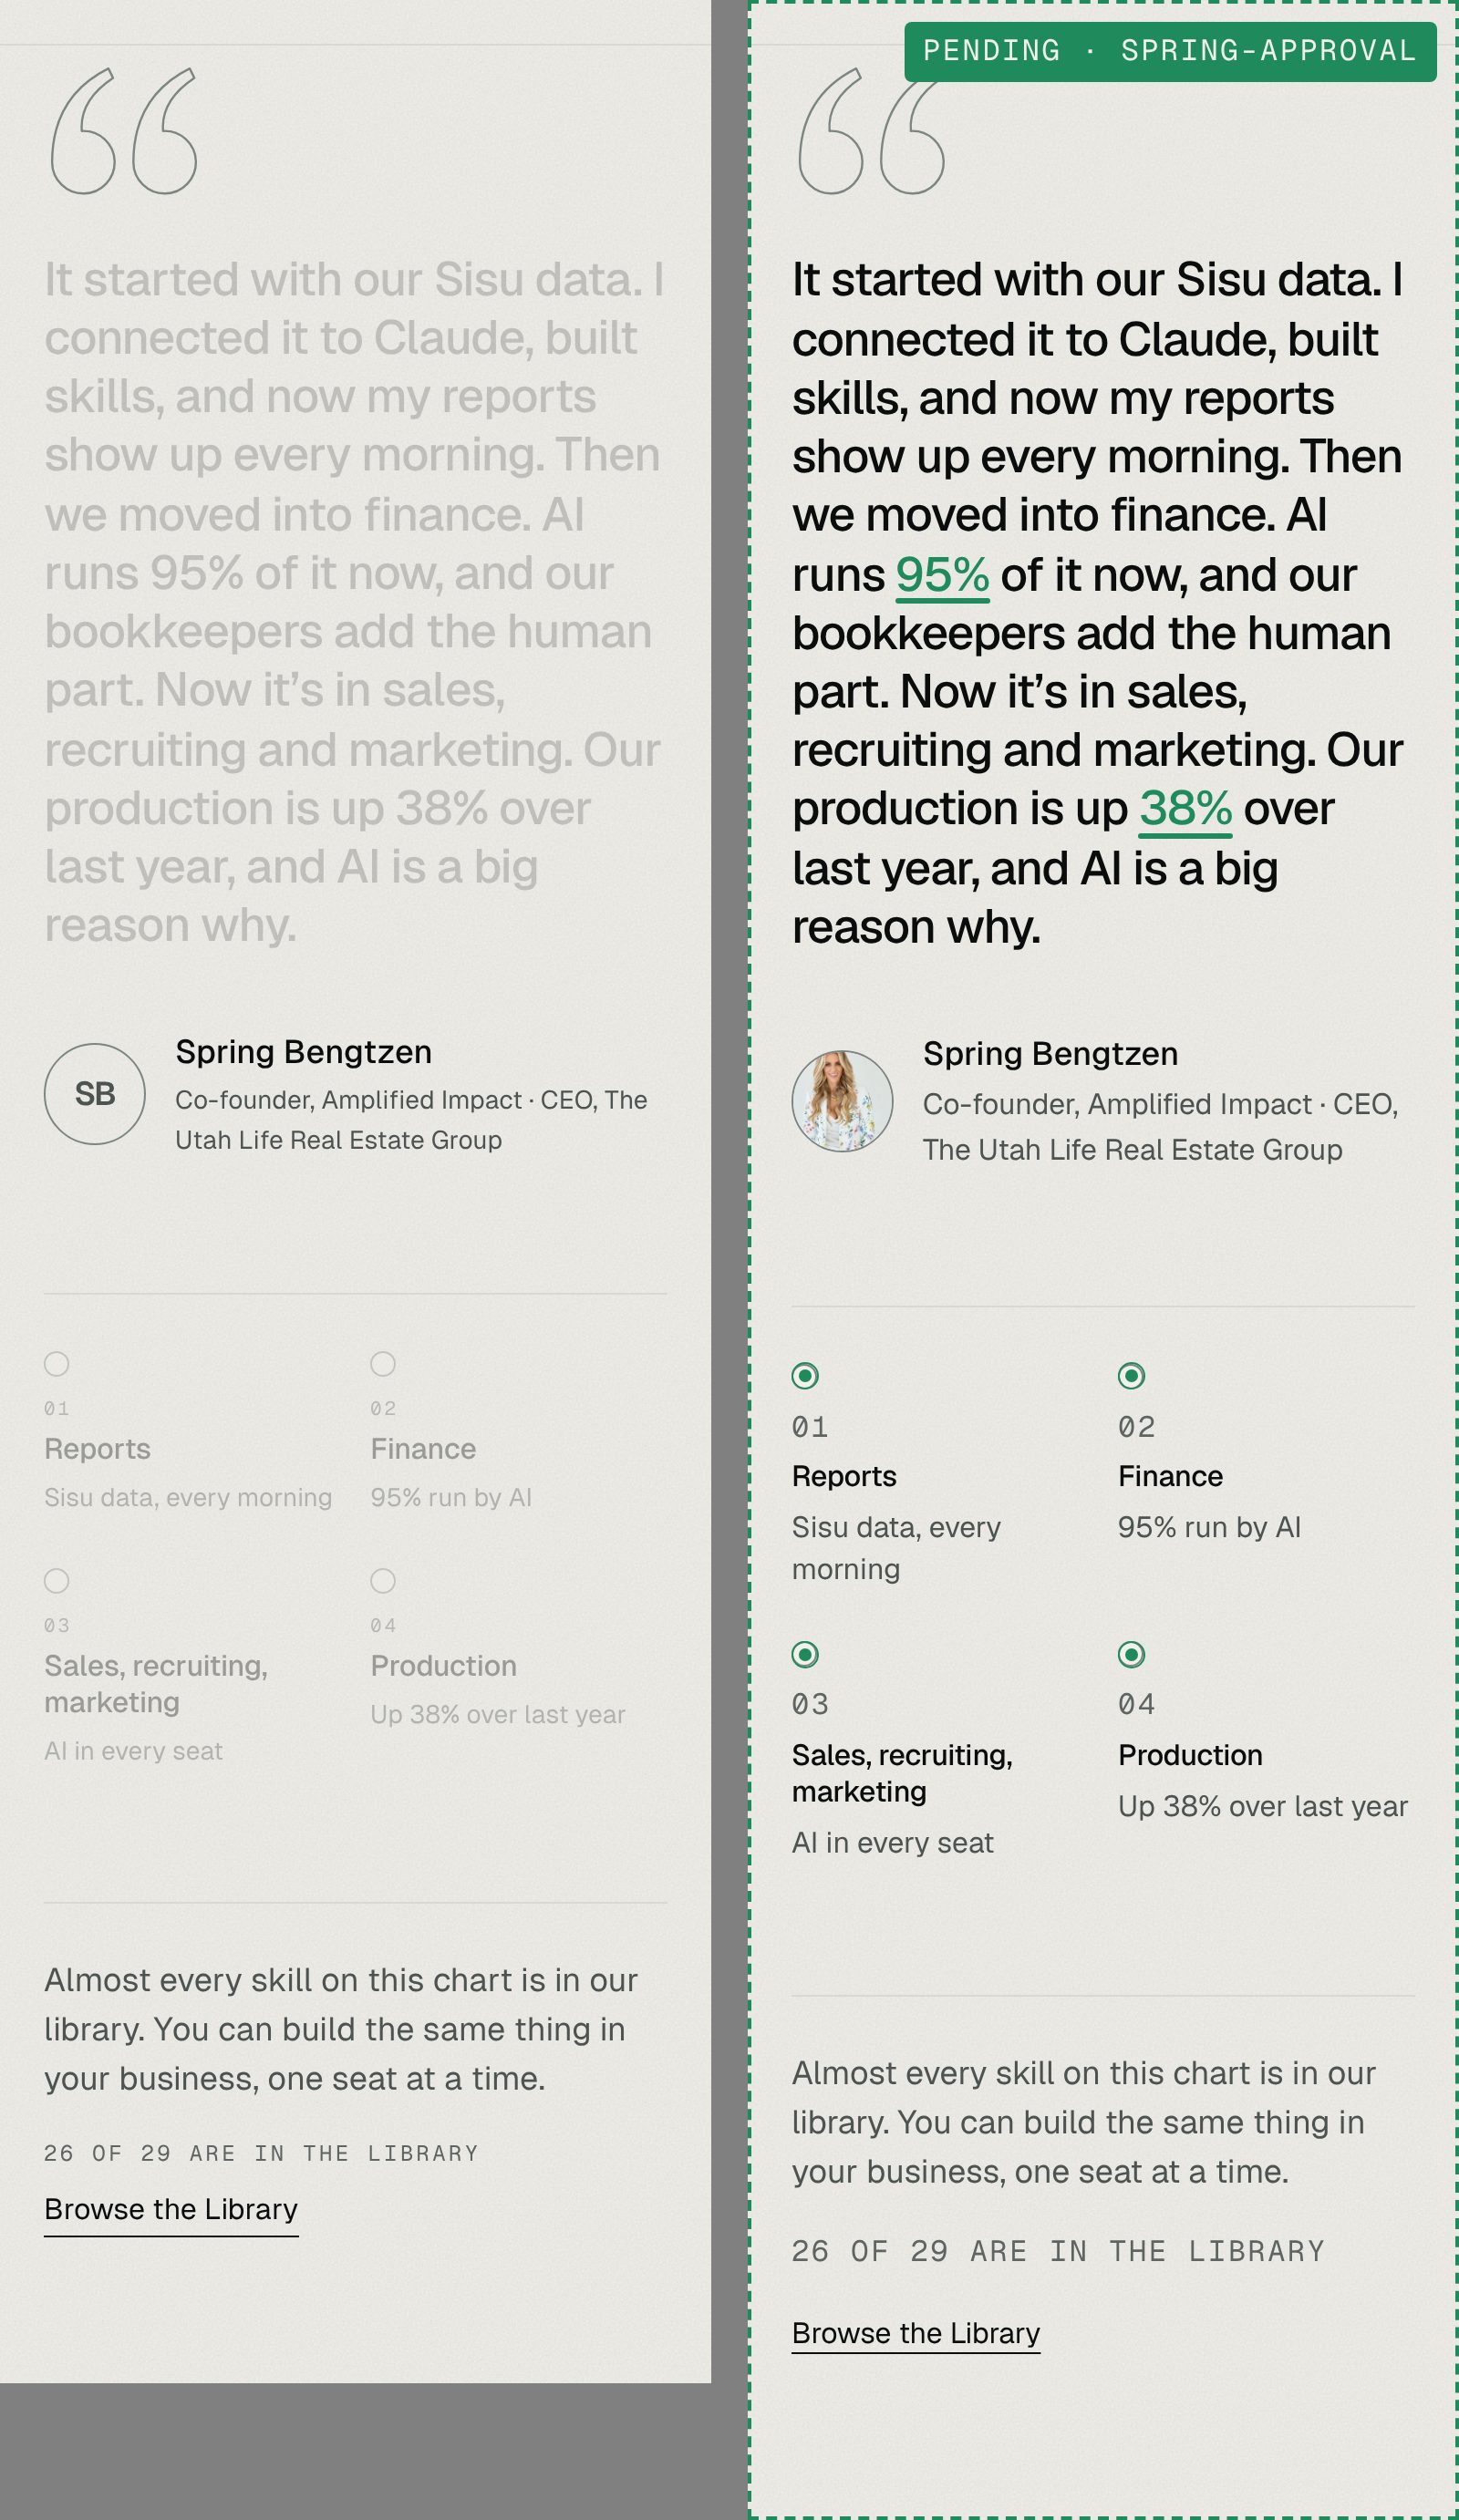 “
It started with our Sisu data. I
connected it to Claude, built
skills, and now my reports
show up every morning. Then
we moved into finance. AI
runs 95% of it now, and our
bookkeepers add the human
part. Now it’s in sales,
recruiting and marketing. Our
production is up 38% over
last year, and AI is a big
reason why.
SB
Spring Bengtzen
Co-founder, Amplified Impact · CEO, The
Utah Life Real Estate Group
01
Reports
Sisu data, every morning
02
Finance
95% run by AI
03
Sales, recruiting,
marketing
AI in every seat
04
Production
Up 38% over last year
Almost every skill on this chart is in our
library. You can build the same thing in
your business, one seat at a time.
26 OF 29 ARE IN THE LIBRARY
Browse the Library
PENDING · SPRING-APPROVAL
“
It started with our Sisu data. I
connected it to Claude, built
skills, and now my reports
show up every morning. Then
we moved into finance. AI
runs 95% of it now, and our
bookkeepers add the human
part. Now it’s in sales,
recruiting and marketing. Our
production is up 38% over
last year, and AI is a big
reason why.
Spring Bengtzen
Co-founder, Amplified Impact · CEO,
The Utah Life Real Estate Group
01
Reports
Sisu data, every
morning
02
Finance
95% run by AI
03
Sales, recruiting,
marketing
AI in every seat
04
Production
Up 38% over last year
Almost every skill on this chart is in our
library. You can build the same thing in
your business, one seat at a time.
26 OF 29 ARE IN THE LIBRARY
Browse the Library